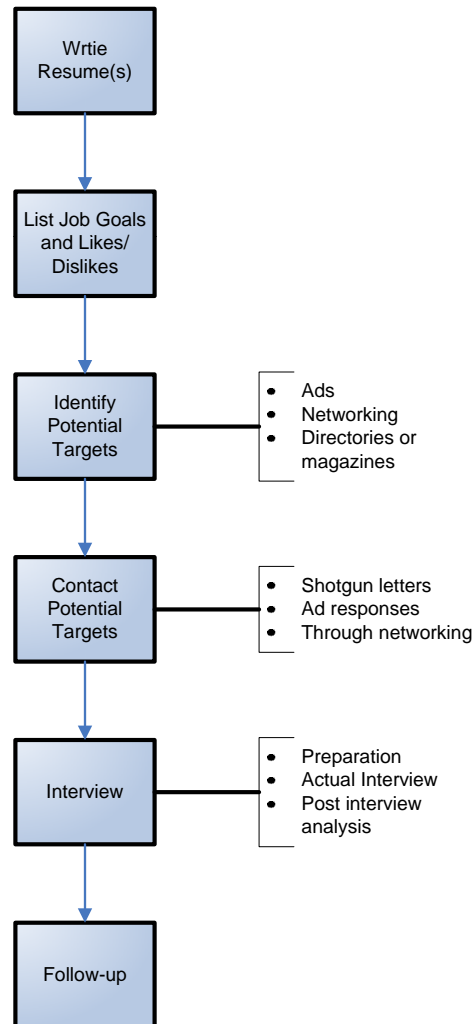 Wrtie
Resume(s)
List Job Goals
and Likes/
Dislikes
Identify
Potential
Targets
• Ads
• Networking
• Directories or
magazines
Contact
Potential
Targets
• Shotgun letters
• Ad responses
• Through networking
Interview
• Preparation
• Actual Interview
• Post interview
analysis
Follow-up